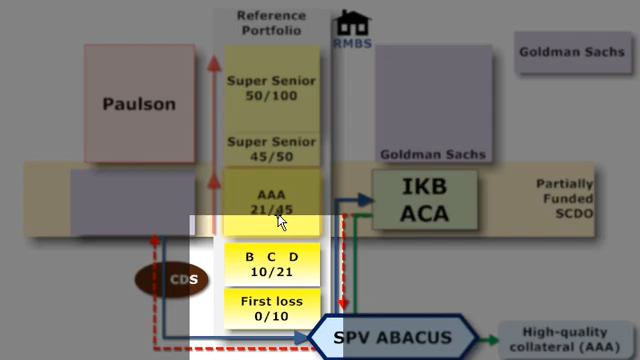 Reference
Portfolio
RMBS
Goldman Sachs
Paulson
Super Senior
50/100
Super Senior
45/50
Goldman Sachs
AAA
21/45
IKB
ACA
Partially
Funded
SCDO
B C D
10/21
CDS
First loss
0/10
SPV ABACUS
High-quality
collateral (AAA)